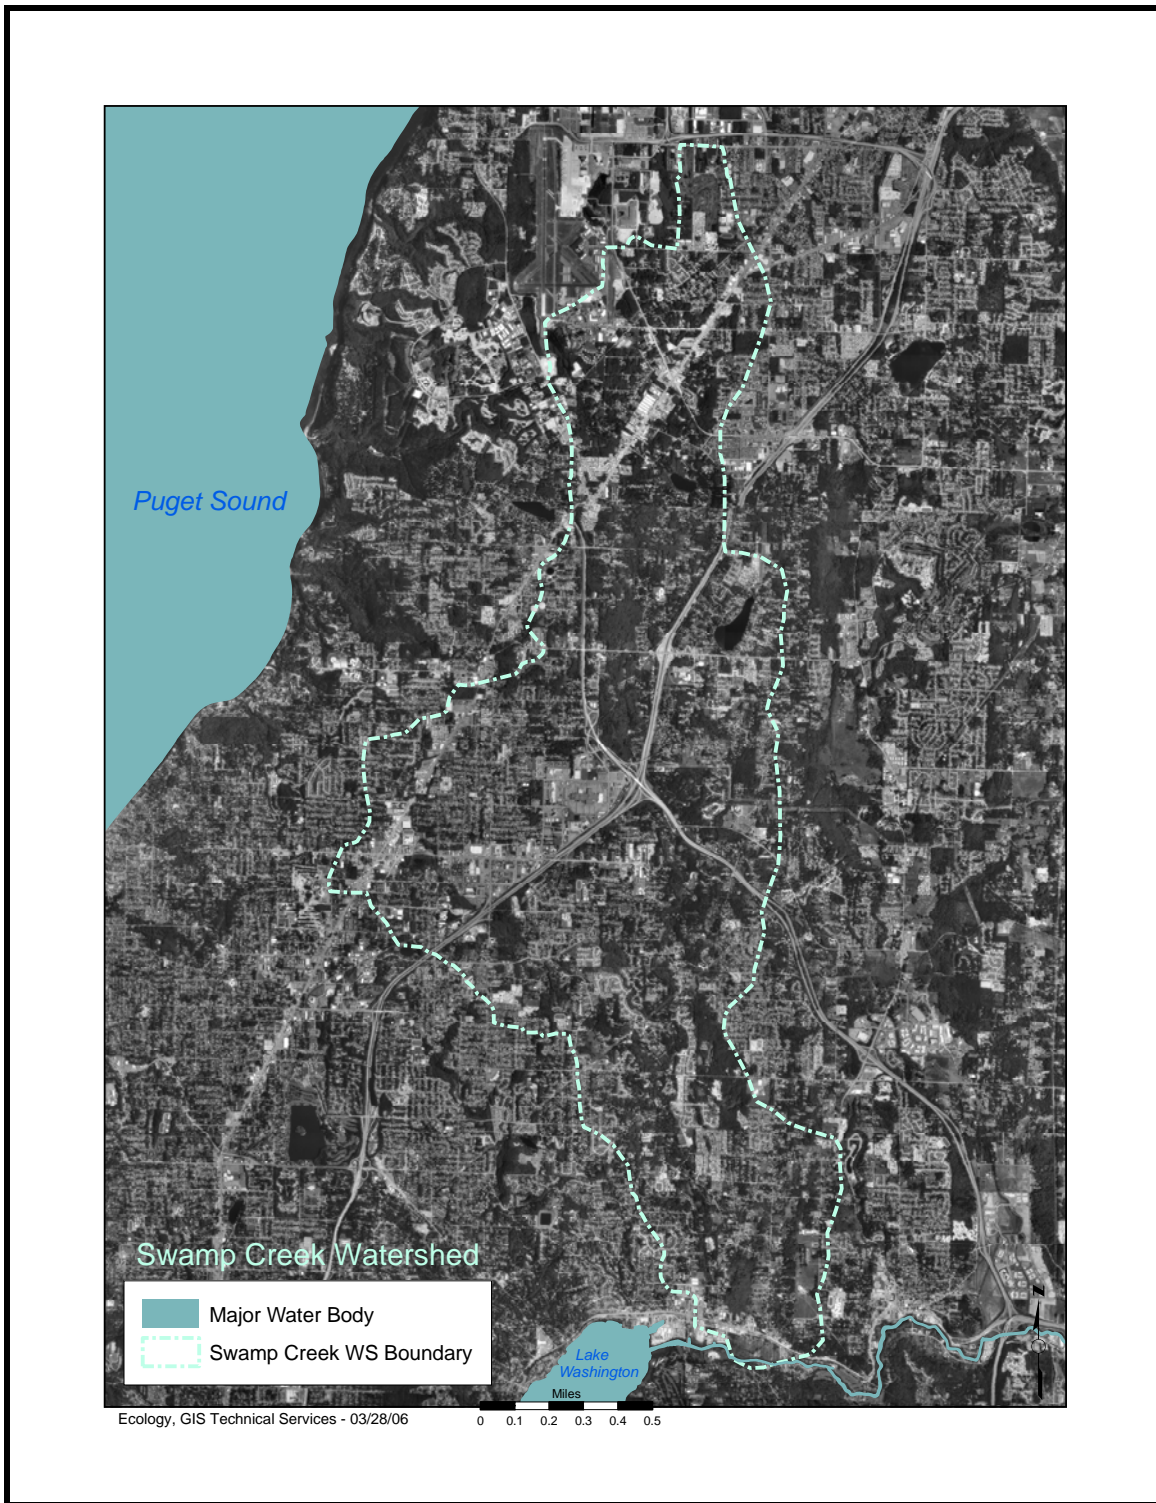 Puget Sound
Swamp Creek Watershed
Major Water Body
Swamp Creek WS Boundary
Lake
Washington
N
Miles
0 0.1 0.2 0.3 0.4 0.5
Ecology, GIS Technical Services - 03/28/06